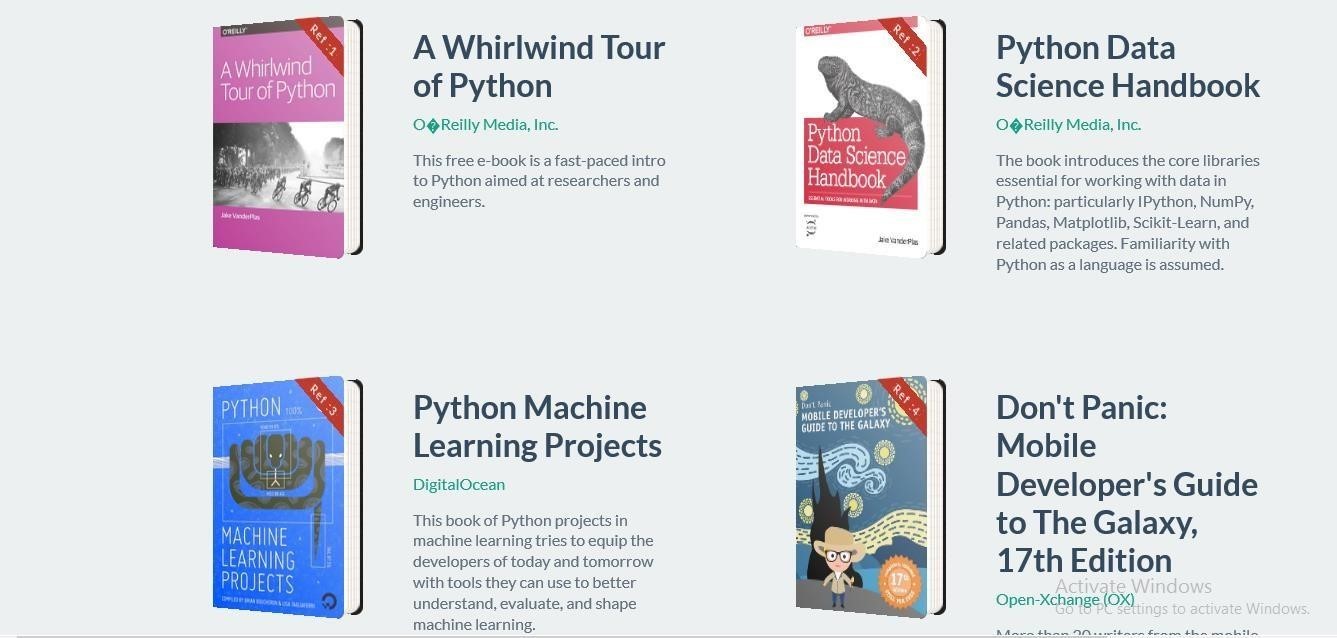 O'REILLY
Ref :1
A Whirlwind
Tour of Python
Jake VanderPlas
A Whirlwind Tour
of Python
O�Reilly Media, Inc.
This free e-book is a fast-paced intro
to Python aimed at researchers and
engineers.
O'REILLY
Ref :2
Python
Data Science
Handbook
ESSENTIAL TOOLS FOR WORKING WITH DATA
Jake VanderPlas
Python Data
Science Handbook
O�Reilly Media, Inc.
The book introduces the core libraries
essential for working with data in
Python: particularly IPython, NumPy,
Pandas, Matplotlib, Scikit-Learn, and
related packages. Familiarity with
Python as a language is assumed.
Ref :3
PYTHON 100%
MACHINE
LEARNING
PROJECTS
COMPILED BY BRIAN BOUCHERON & LISA TAGLIAFERRI
Python Machine
Learning Projects
DigitalOcean
This book of Python projects in
machine learning tries to equip the
developers of today and tomorrow
with tools they can use to better
understand, evaluate, and shape
machine learning.
Ref :4
Don't Panic
MOBILE DEVELOPER'S
GUIDE TO THE GALAXY
17th
Don't Panic:
Mobile
Developer's Guide
to The Galaxy,
17th Edition
Open-Xchange (OX)
More than 20 writers from the mobile
Activate Windows
Go to PC settings to activate Windows.